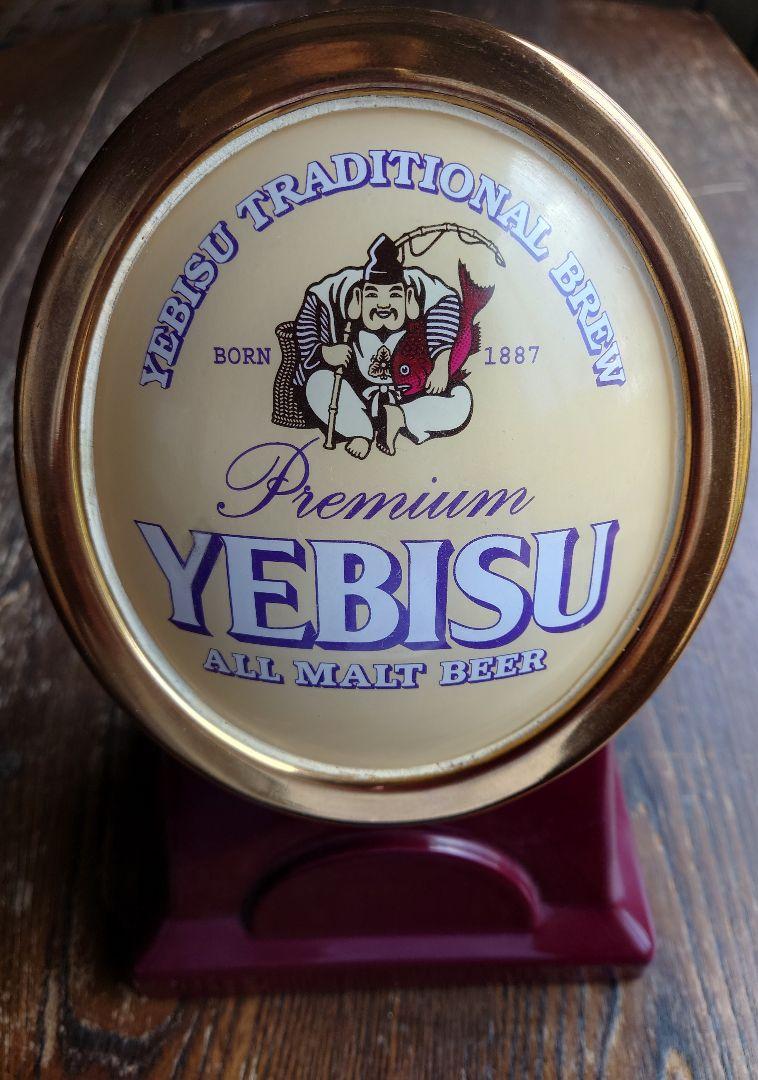 YEBISU TRADITIONAL BREW
BORN 1887
Premium
YEBISU
ALL MALT BEER